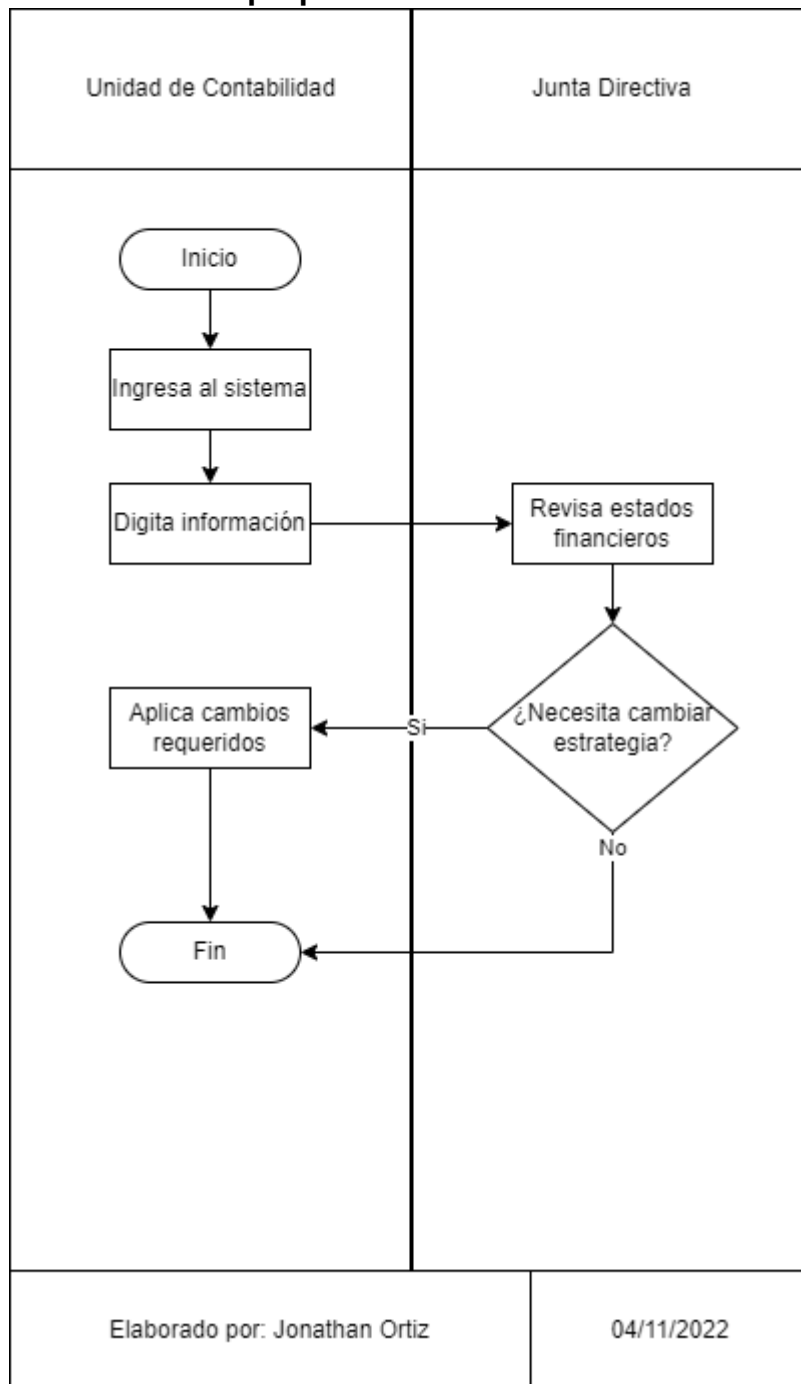 Unidad de Contabilidad
Junta Directiva
Inicio
Ingresa al sistema
Digita información
Revisa estados
financieros
¿Necesita cambiar
estrategia?
Si
Aplica cambios
requeridos
No
Fin
Elaborado por: Jonathan Ortiz
04/11/2022